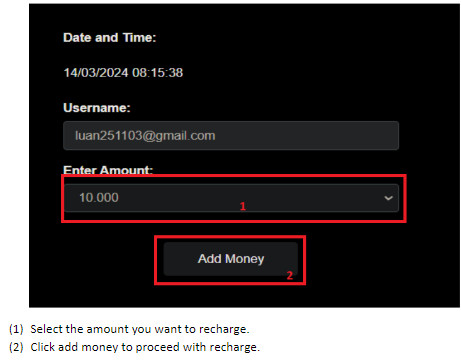 Date and Time:
14/03/2024 08:15:38
Username:
luan251103@gmail.com
Enter Amount:
10.000
1
Add Money
2
(1) Select the amount you want to recharge.
(2) Click add money to proceed with recharge.